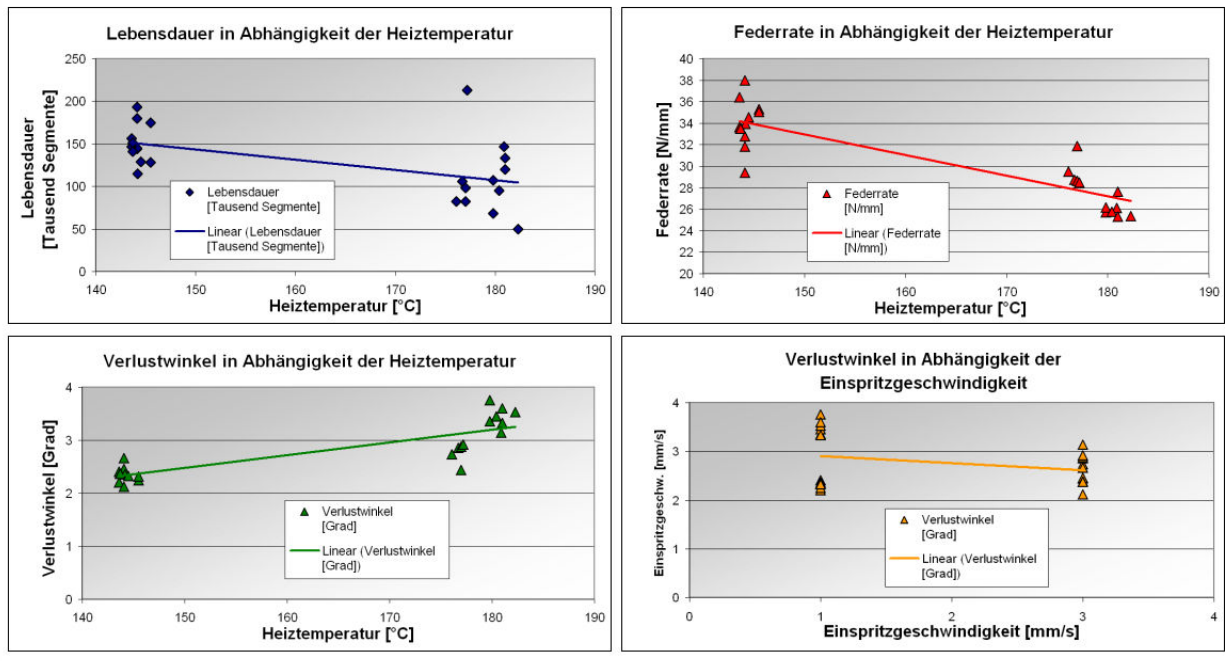 Lebensdauer in Abhängigkeit der Heiztemperatur
250
200
150
100
50
0
Lebensdauer
[Tausend Segmente]
Lebensdauer
[Tausend Segmente]
Linear (Lebensdauer
[Tausend Segmente])
140 150 160 170 180 190
Heiztemperatur [°C]
Federrate in Abhängigkeit der Heiztemperatur
40
38
36
34
32
30
28
26
24
22
20
Federrate [N/mm]
Federrate
[N/mm]
Linear (Federrate
[N/mm])
140 150 160 170 180 190
Heiztemperatur [°C]
Verlustwinkel in Abhängigkeit der Heiztemperatur
4
3
2
1
0
Verlustwinkel [Grad]
Verlustwinkel
[Grad]
Linear (Verlustwinkel
[Grad])
140 150 160 170 180 190
Heiztemperatur [°C]
Verlustwinkel in Abhängigkeit der
Einspritzgeschwindigkeit
4
3
2
1
0
Einspritzgeschw. [mm/s]
Verlustwinkel
[Grad]
Linear (Verlustwinkel
[Grad])
0 1 2 3 4
Einspritzgeschwindigkeit [mm/s]